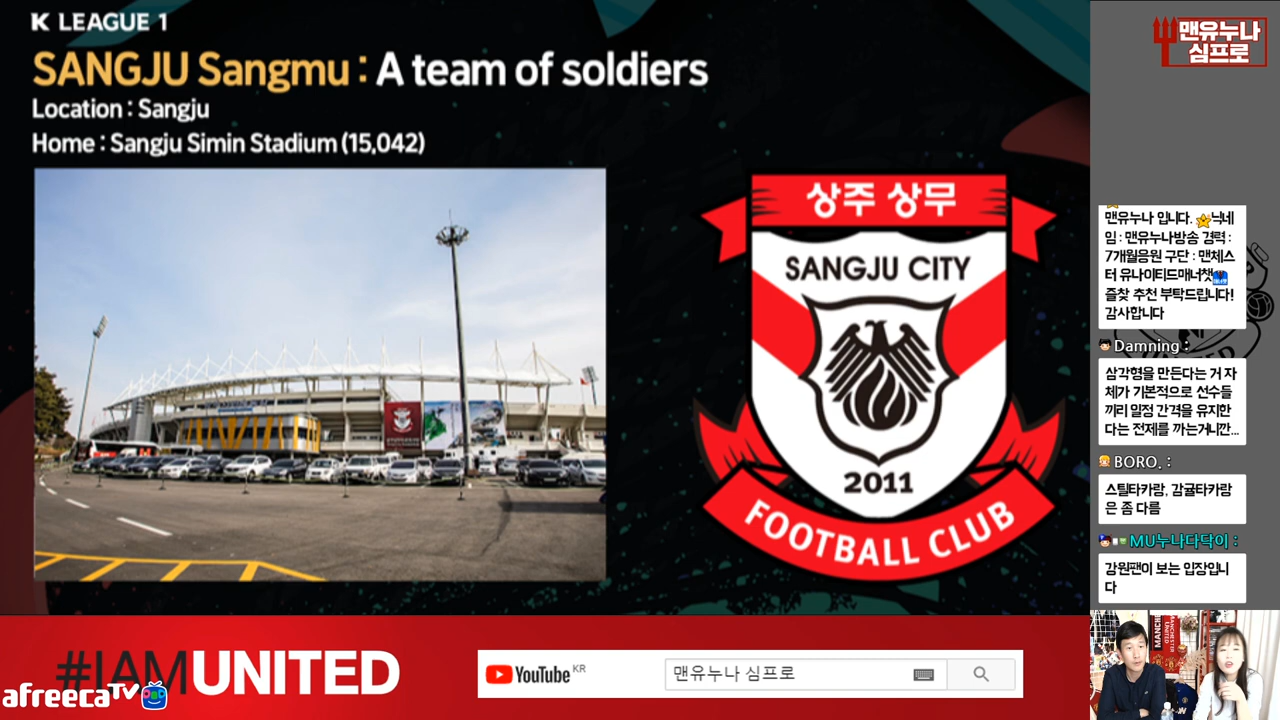 K LEAGUE 1
SANGJU Sangmu : A team of soldiers
Location : Sangju
Home : Sangju Simin Stadium (15,042)
상주 상무
SANGJU CITY
2011
FOOTBALL CLUB
맨유누나
심프로
맨유누나 입니다. ⭐닉네
임 : 맨유누나방송 경력 :
7개월응원 구단 : 맨체스
터 유나이티드매너챗
즐찾 추천 부탁드립니다!
감사합니다
Damning :
삼각형을 만든다는 거 자
체가 기본적으로 선수들
끼리 일정 간격을 유지한
다는 전제를 까는거니깐...
BORO. :
스틸타카랑, 감귤타카랑
은 좀 다름
MU누나다닥이 :
강원팬이 보는 입장입니
다
#IAMUNITED
afreecaTV
YouTube KR
맨유누나 심프로